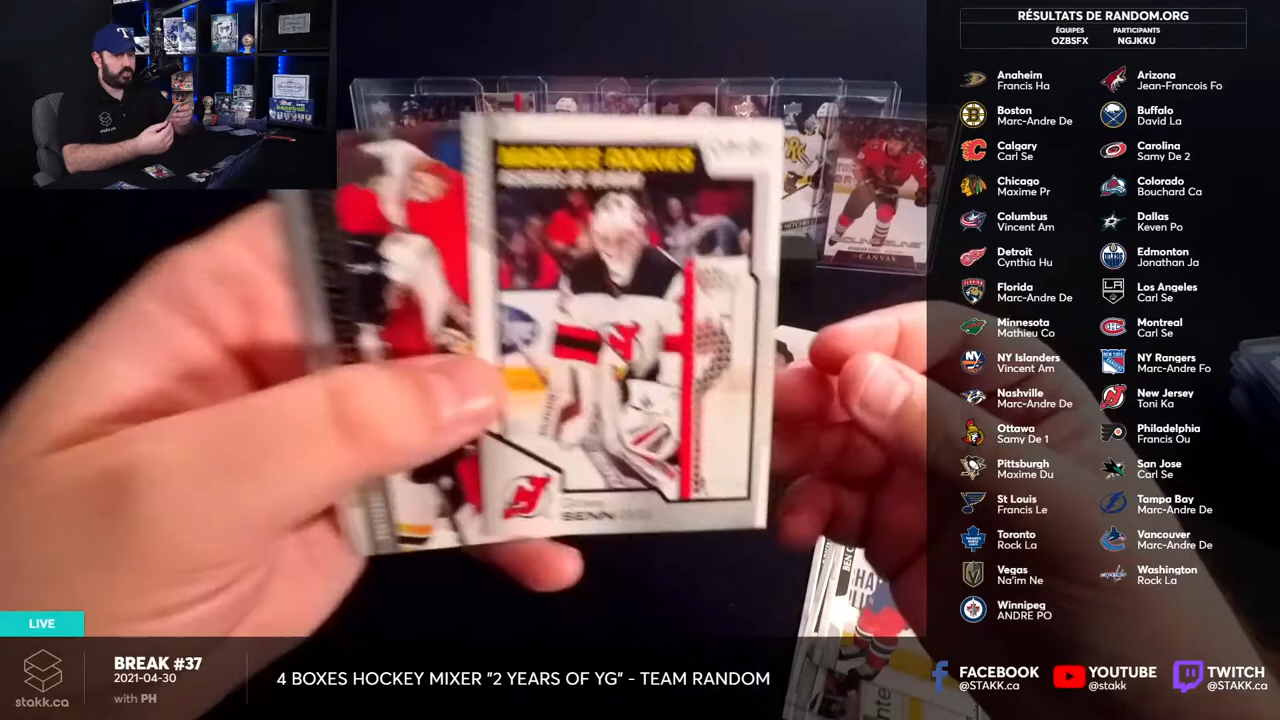 RÉSULTATS DE RANDOM.ORG
ÉQUIPES
OZBSFX
PARTICIPANTS
NGJKKU
Anaheim
Francis Ha
Arizona
Jean-Francois Fo
Boston
Marc-Andre De
Buffalo
David La
Calgary
Carl Se
Carolina
Samy De 2
Chicago
Maxime Pr
Colorado
Bouchard Ca
Columbus
Vincent Am
Dallas
Keven Po
Detroit
Cynthia Hu
Edmonton
Jonathan Ja
Florida
Marc-Andre De
Los Angeles
Carl Se
Minnesota
Mathieu Co
Montreal
Carl Se
NY Islanders
Vincent Am
NY Rangers
Marc-Andre Fo
Nashville
Marc-Andre De
New Jersey
Toni Ka
Ottawa
Samy De 1
Philadelphia
Francis Ou
Pittsburgh
Maxime Du
San Jose
Carl Se
St Louis
Francis Le
Tampa Bay
Marc-Andre De
Toronto
Rock La
Vancouver
Marc-Andre De
Vegas
Na'im Ne
Washington
Rock La
Winnipeg
ANDRE PO
MARQUEE ROOKIES
CANVAS
BEN
LIVE
stakk.ca
BREAK #37
2021-04-30
with PH
4 BOXES HOCKEY MIXER "2 YEARS OF YG" - TEAM RANDOM
FACEBOOK
@STAKK.ca
YOUTUBE
@stakk
TWITCH
@STAKK.ca